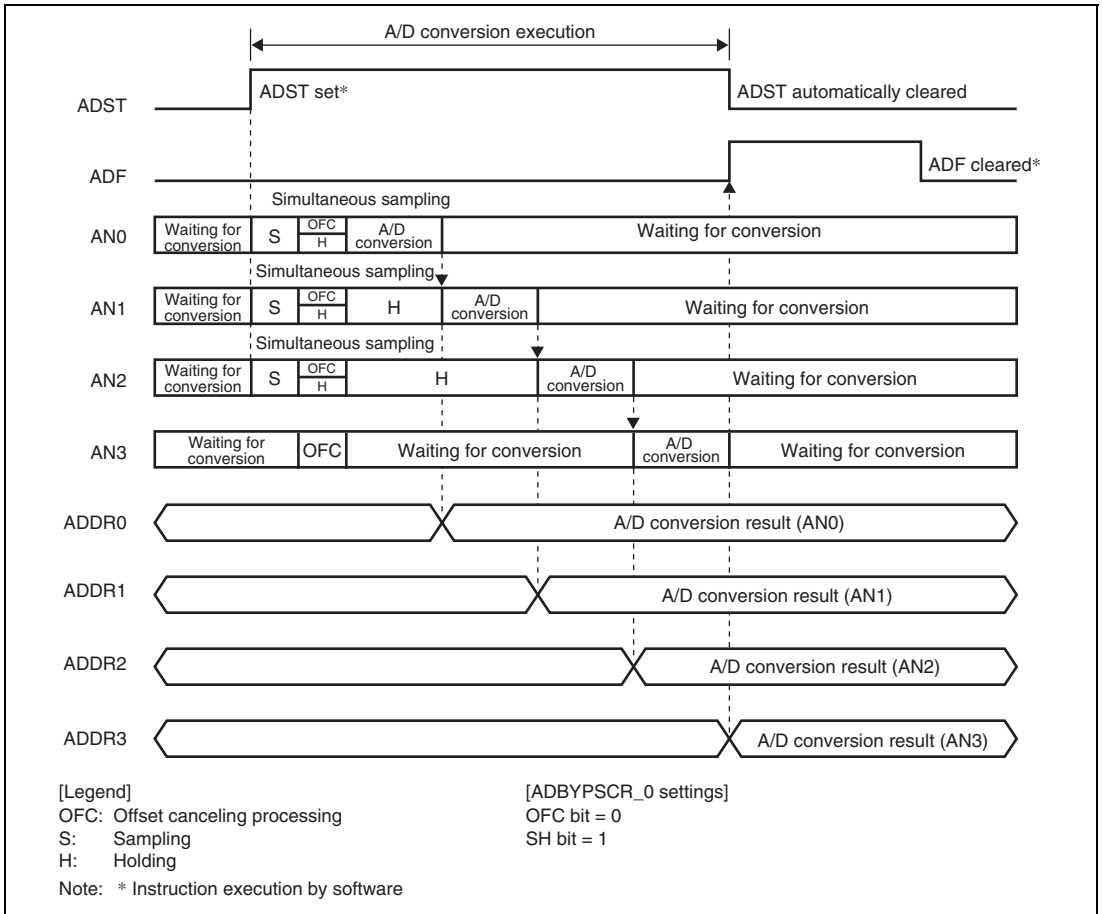 A/D conversion execution
ADST
ADST set*
ADST automatically cleared
ADF
ADF cleared*
Simultaneous sampling
AN0
Waiting for
conversion
S
OFC
H
A/D
conversion
Waiting for conversion
Simultaneous sampling
AN1
Waiting for
conversion
S
OFC
H
H
A/D
conversion
Waiting for conversion
Simultaneous sampling
AN2
Waiting for
conversion
S
OFC
H
H
A/D
conversion
Waiting for conversion
AN3
Waiting for
conversion
OFC
Waiting for conversion
A/D
conversion
Waiting for conversion
ADDR0
A/D conversion result (AN0)
ADDR1
A/D conversion result (AN1)
ADDR2
A/D conversion result (AN2)
ADDR3
A/D conversion result (AN3)
[Legend]
OFC: Offset canceling processing
S: Sampling
H: Holding
[ADBYPSCR_0 settings]
OFC bit = 0
SH bit = 1
Note: * Instruction execution by software